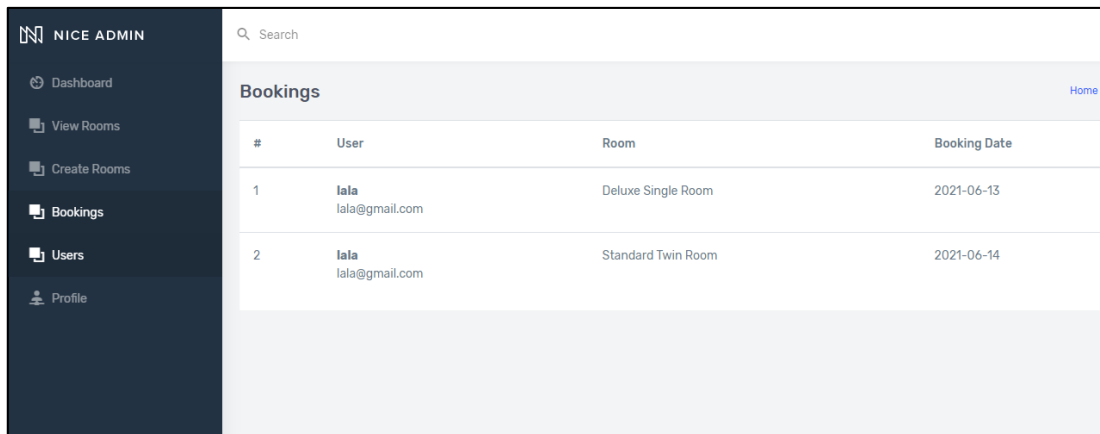 NICE ADMIN
Search
Dashboard
View Rooms
Create Rooms
Bookings
Users
Profile
Bookings
Home
# User Room Booking Date
1 lala Deluxe Single Room 2021-06-13
lala@gmail.com
2 lala Standard Twin Room 2021-06-14
lala@gmail.com